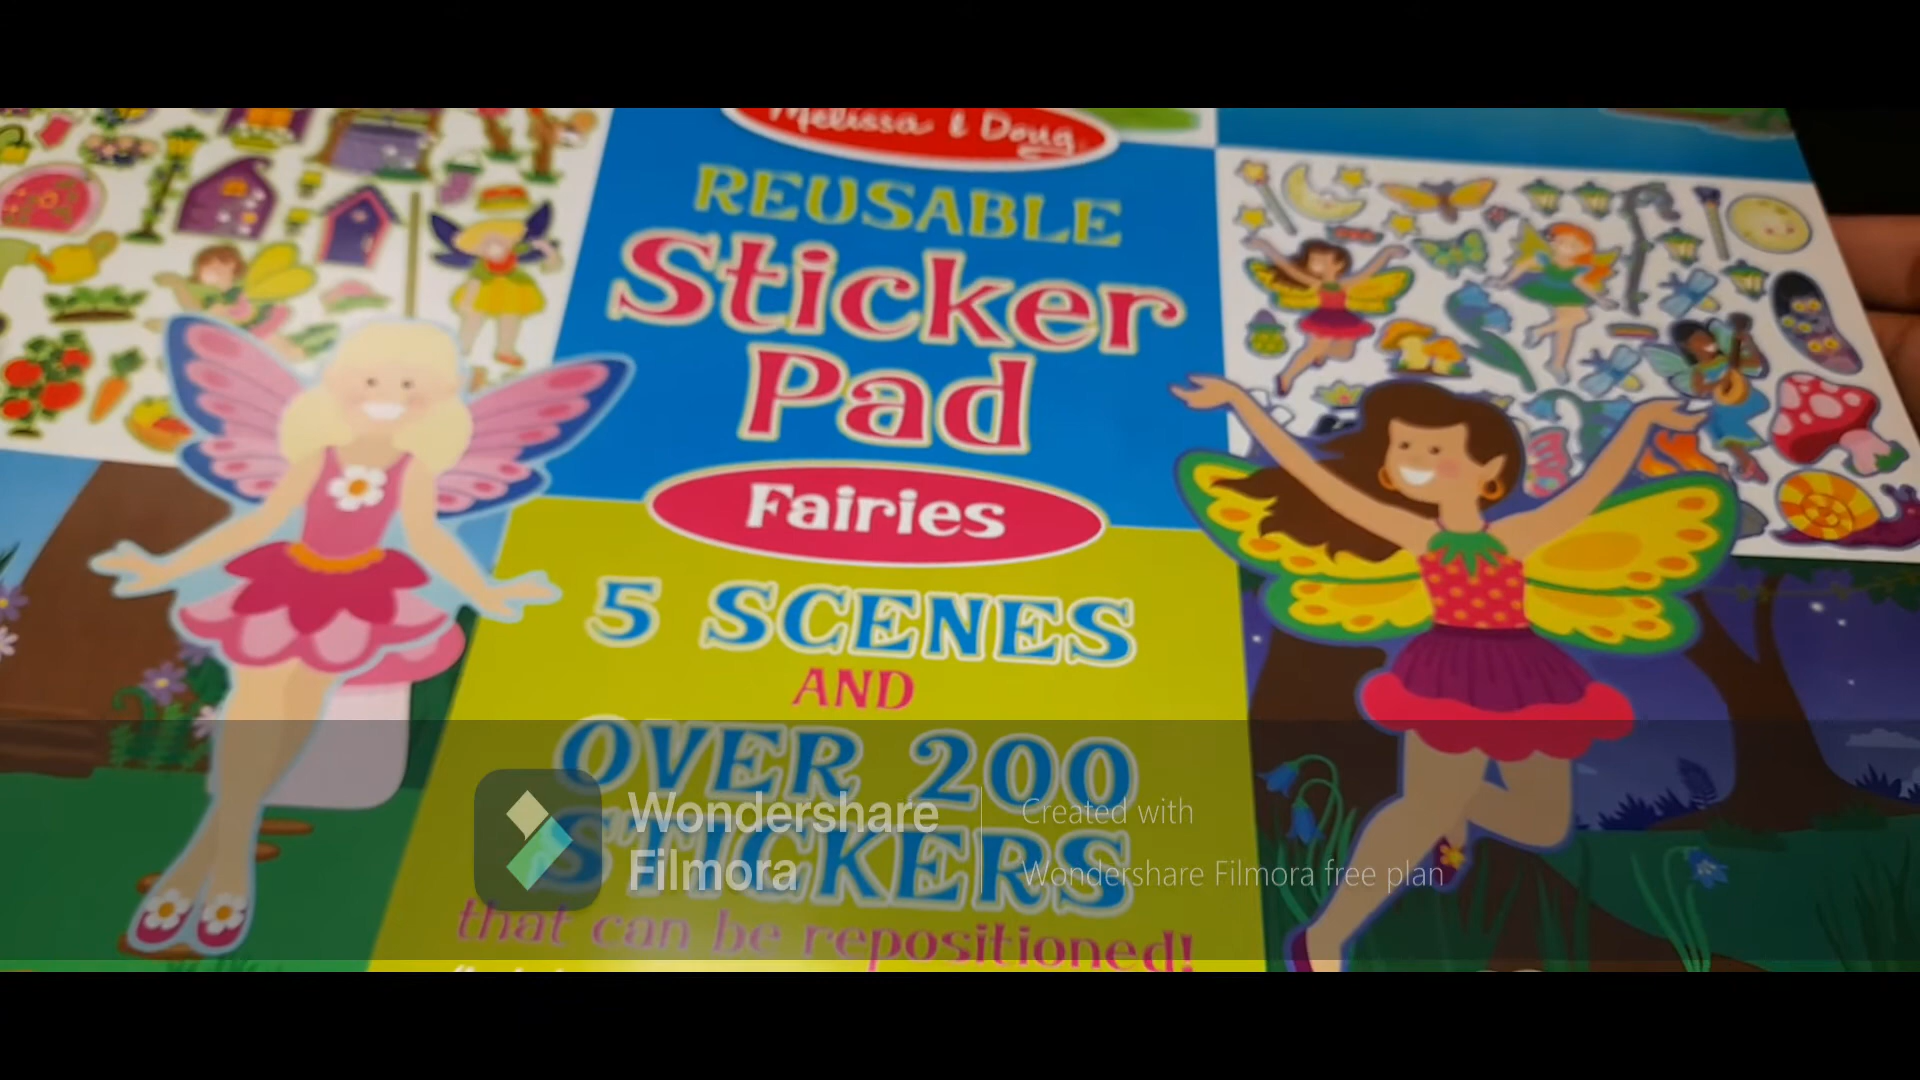 Melissa & Doug
REUSABLE
Sticker
Pad
Fairies
5 SCENES
AND
OVER 200
STICKERS
that can be repositioned!
Wondershare
Filmora
Created with
Wondershare Filmora free plan